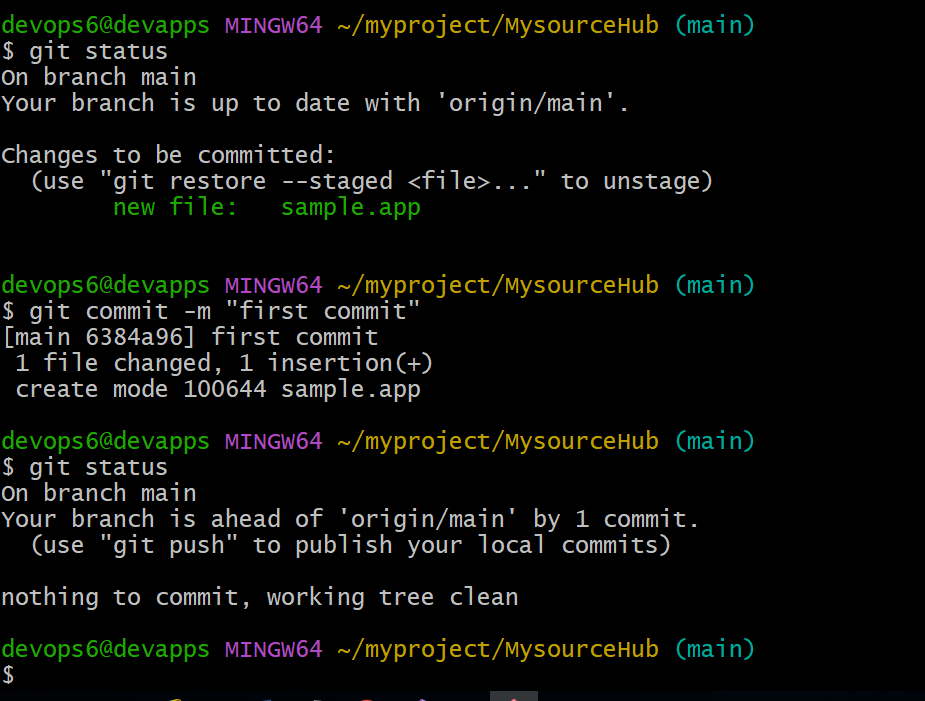 devops6@devapps MINGW64 ~/myproject/MysourceHub (main)
$ git status
On branch main
Your branch is up to date with 'origin/main'.
Changes to be committed:
  (use "git restore --staged <file>..." to unstage)
        new file:   sample.app
devops6@devapps MINGW64 ~/myproject/MysourceHub (main)
$ git commit -m "first commit"
[main 6384a96] first commit
 1 file changed, 1 insertion(+)
 create mode 100644 sample.app
devops6@devapps MINGW64 ~/myproject/MysourceHub (main)
$ git status
On branch main
Your branch is ahead of 'origin/main' by 1 commit.
  (use "git push" to publish your local commits)
nothing to commit, working tree clean
devops6@devapps MINGW64 ~/myproject/MysourceHub (main)
$